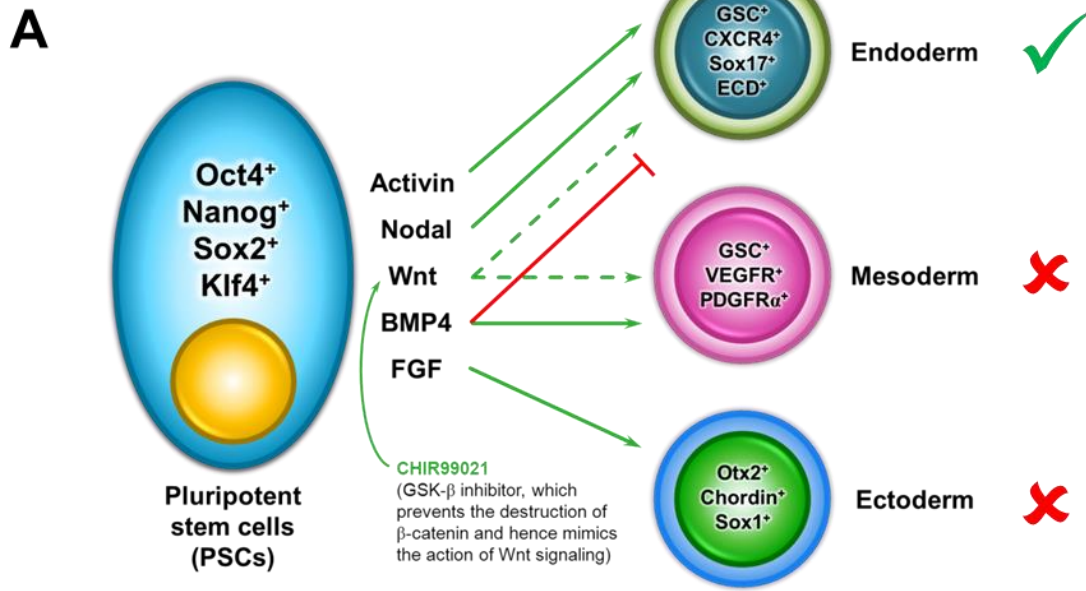 A
GSC⁺
CXCR4⁺
Sox17⁺
ECD⁺
Endoderm
Oct4⁺
Nanog⁺
Sox2⁺
Klf4⁺
Activin
Nodal
Wnt
BMP4
FGF
GSC⁺
VEGFR⁺
PDGFRα⁺
Mesoderm
CHIR99021
(GSK-β inhibitor, which
prevents the destruction of
β-catenin and hence mimics
the action of Wnt signaling)
Pluripotent
stem cells
(PSCs)
Otx2⁺
Chordin⁺
Sox1⁺
Ectoderm